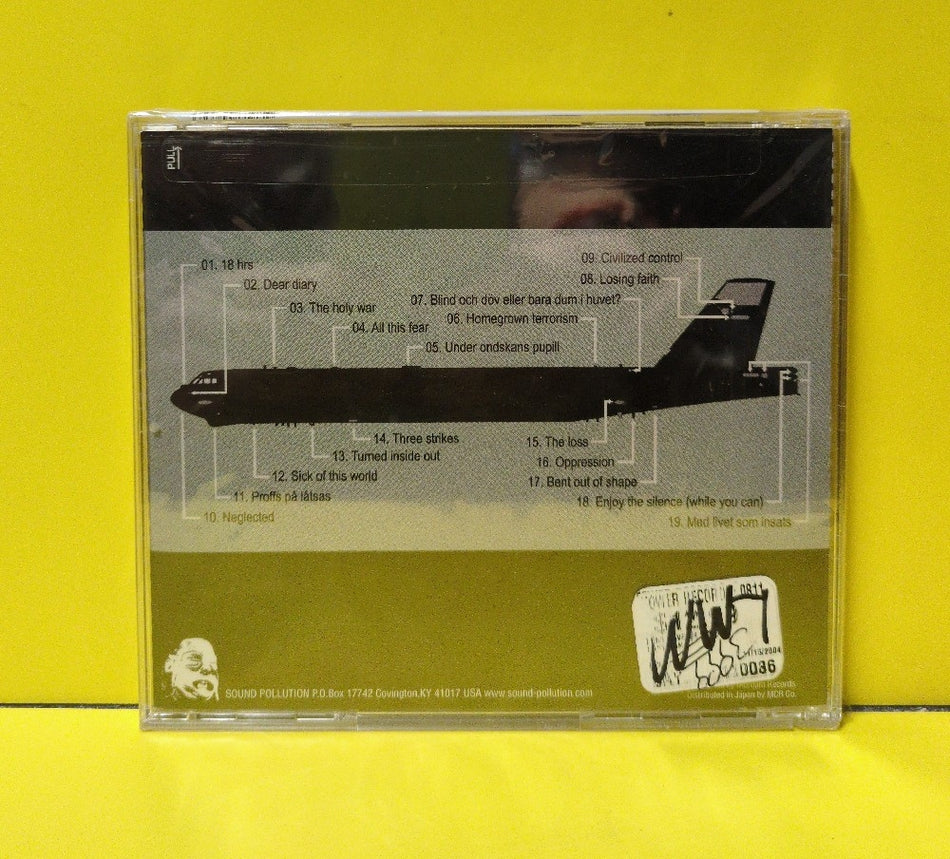 PULL
01. 18 hrs
02. Dear diary
03. The holy war
04. All this fear
05. Under ondskans pupill
06. Homegrown terrorism
07. Blind och döv eller bara dum i huvet?
08. Losing faith
09. Civilized control
10. Neglected
11. Proffs på låtsas
12. Sick of this world
13. Turned inside out
14. Three strikes
15. The loss
16. Oppression
17. Bent out of shape
18. Enjoy the silence (while you can)
19. Med livet som insats
OWER RECORD 0811
/15/2004
0036
SOUND POLLUTION P.O.Box 17742 Covington.KY 41017 USA www.sound-pollution.com
Records
Distributed in Japan by MCR Co.